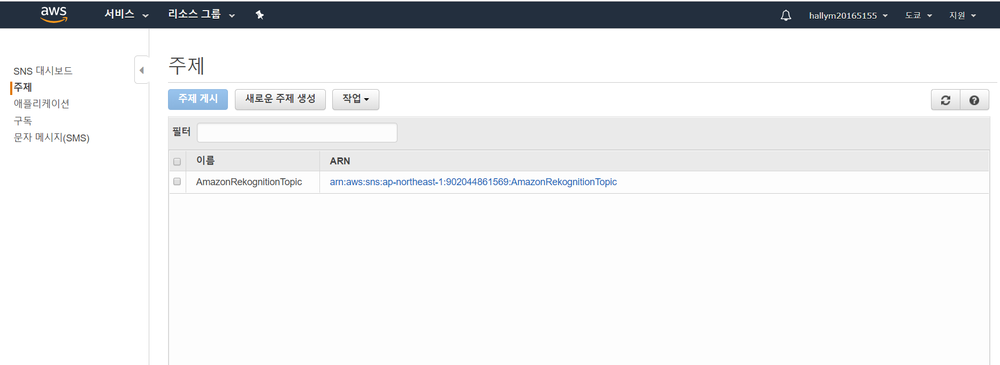 aws 서비스 리소스 그룹 hallym20165155 도쿄 지원
SNS 대시보드
주제
애플리케이션
구독
문자 메시지(SMS)
주제
주제 게시 새로운 주제 생성 작업
필터
이름 ARN
AmazonRekognitionTopic arn:aws:sns:ap-northeast-1:902044861569:AmazonRekognitionTopic